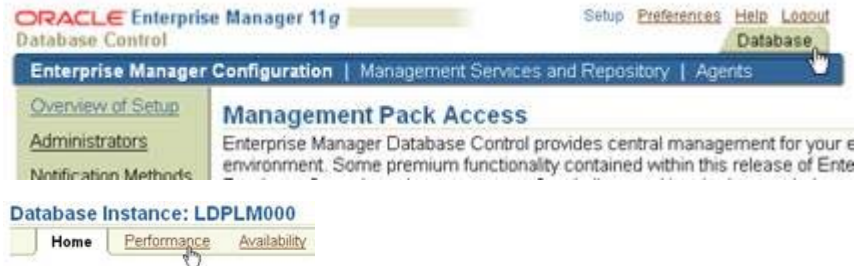 ORACLE Enterprise Manager 11g
Database Control
Setup Preferences Help Logout
Database
Enterprise Manager Configuration | Management Services and Repository | Agents
Overview of Setup
Administrators
Notification Methods
Management Pack Access
Enterprise Manager Database Control provides central management for your e
environment. Some premium functionality contained within this release of Ente
Database Instance: LDPLM000
Home Performance Availability